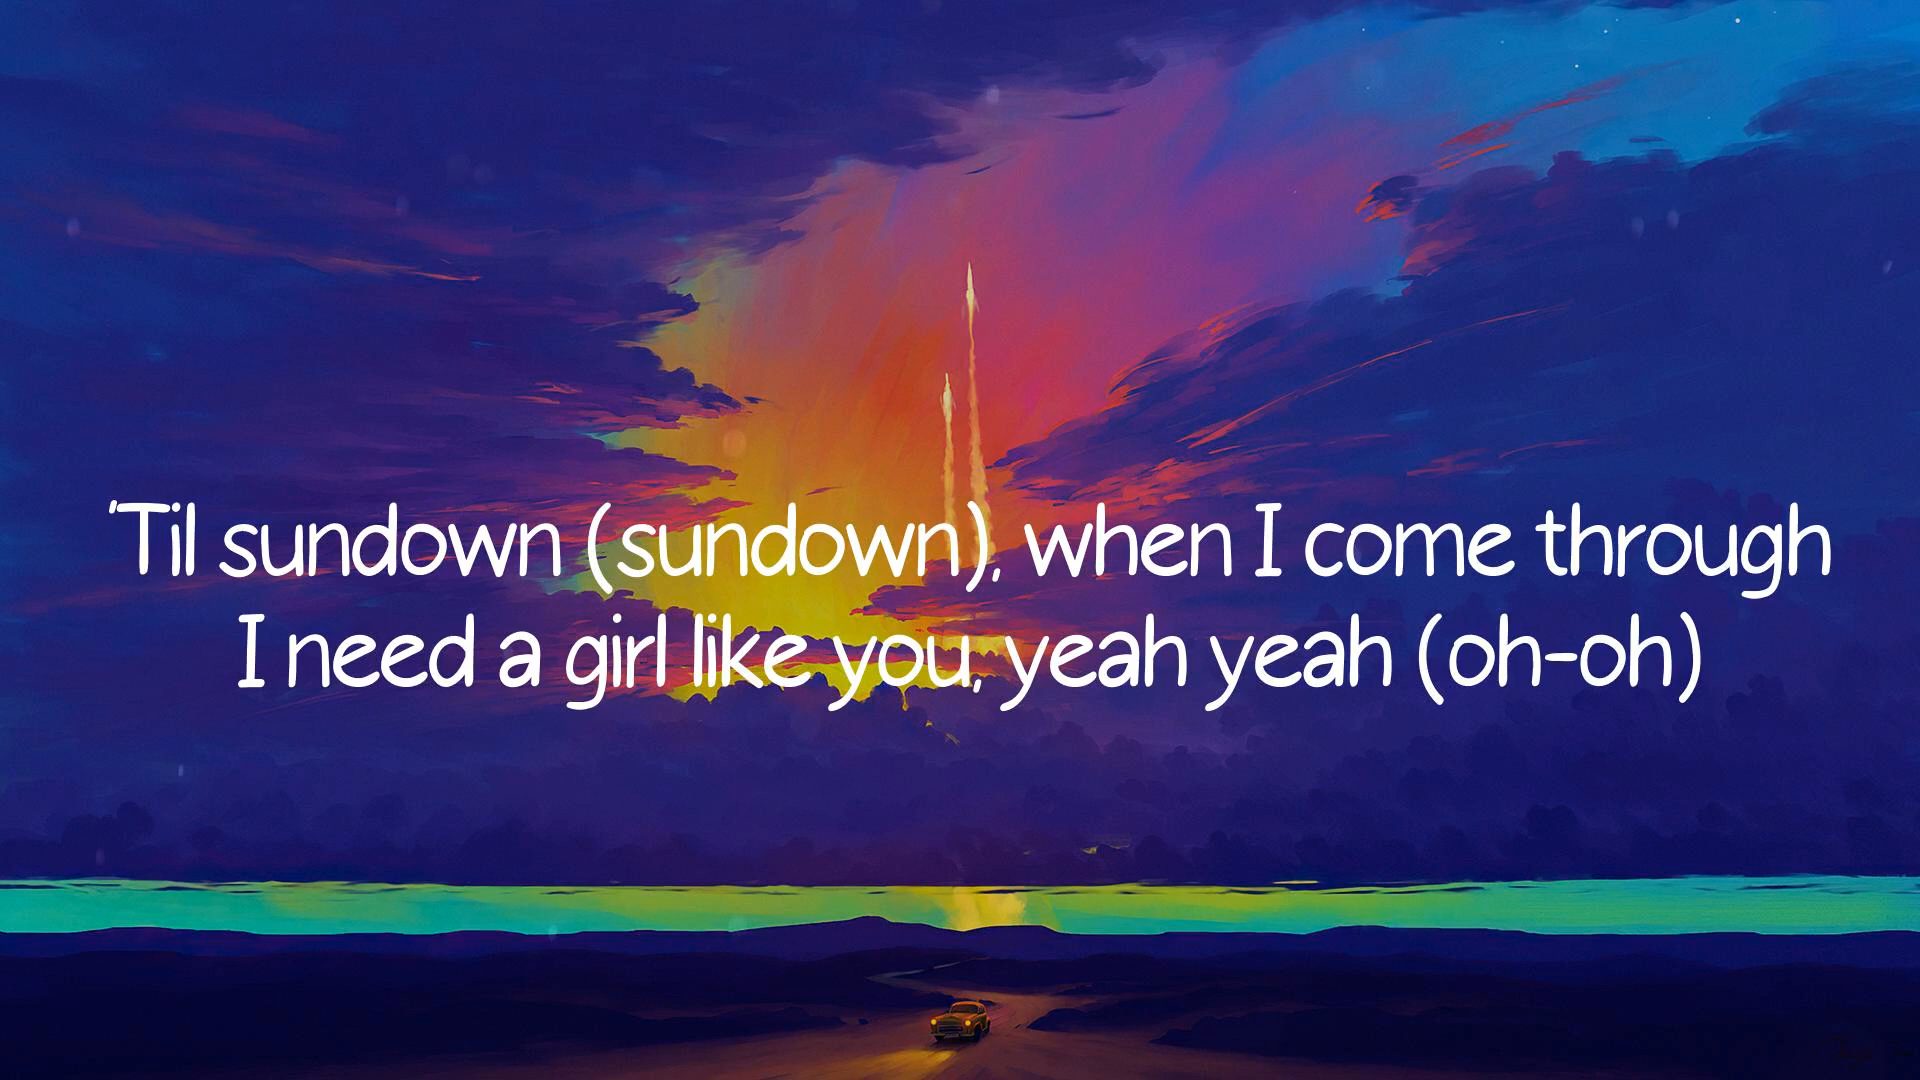 'Til sundown (sundown), when I come through
I need a girl like you, yeah yeah (oh-oh)